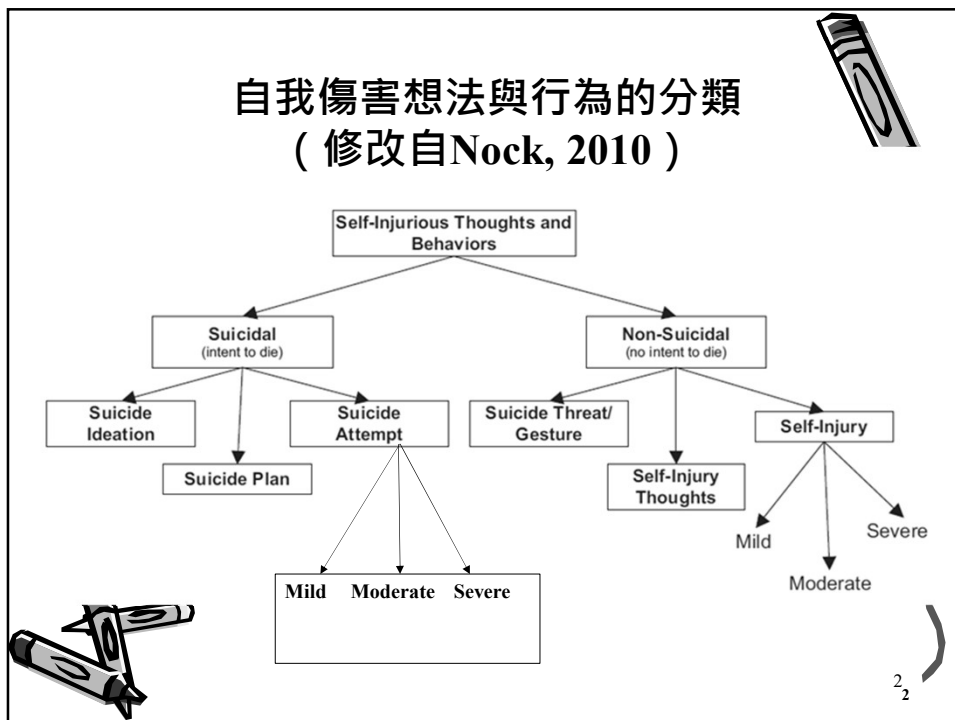 自我傷害想法與行為的分類
（修改自Nock, 2010）
Self-Injurious Thoughts and
Behaviors
Suicidal
(intent to die)
Non-Suicidal
(no intent to die)
Suicide
Ideation
Suicide
Attempt
Suicide Threat/
Gesture
Self-Injury
Suicide Plan
Self-Injury
Thoughts
Mild
Severe
Moderate
Mild Moderate Severe
2
2